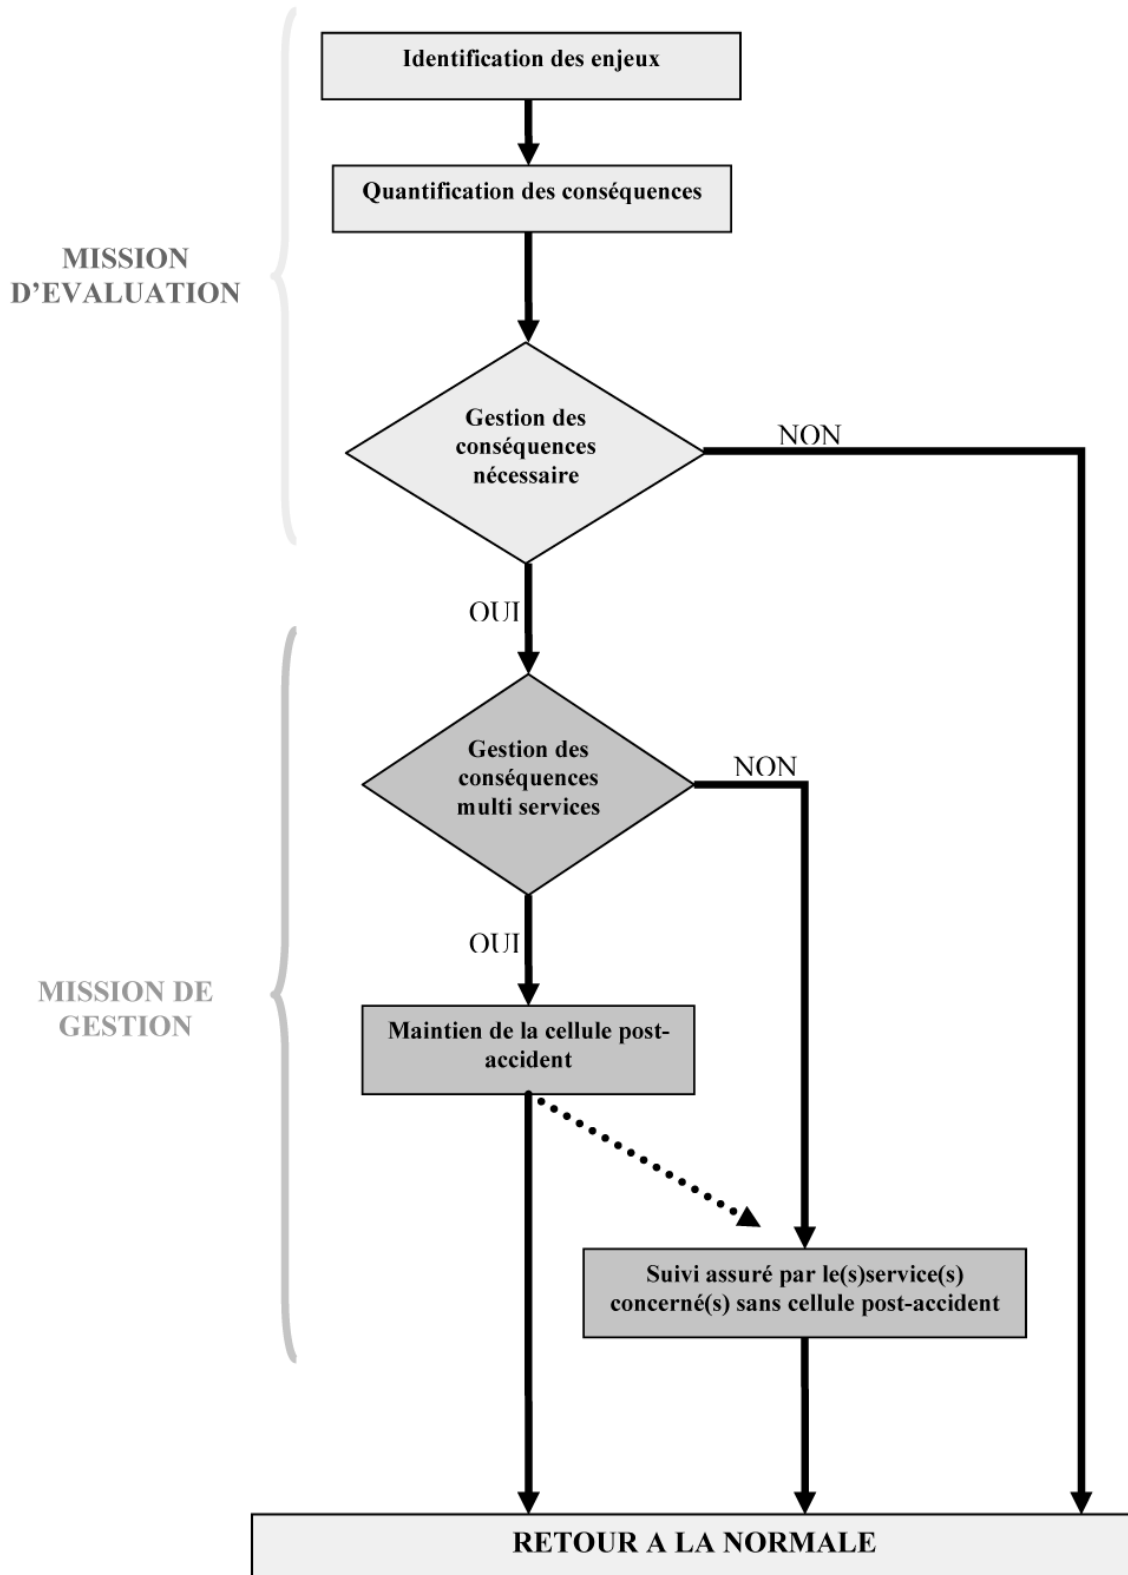 Identification des enjeux
Quantification des conséquences
MISSION
D'EVALUATION
Gestion des
conséquences
nécessaire
NON
OUI
Gestion des
conséquences
multi services
NON
OUI
MISSION DE
GESTION
Maintien de la cellule post-
accident
Suivi assuré par le(s)service(s)
concerné(s) sans cellule post-accident
RETOUR A LA NORMALE